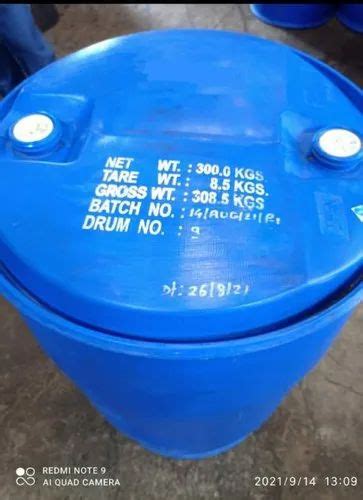 NET WT. : 300.0 KGS
TARE WT. : 8.5 KGS.
GROSS WT. : 308.5 KGS
BATCH NO. : 14/AUG/21/
DRUM NO. : 9
Dt: 26/8/21
REDMI NOTE 9
AI QUAD CAMERA
2021/9/14 13:09